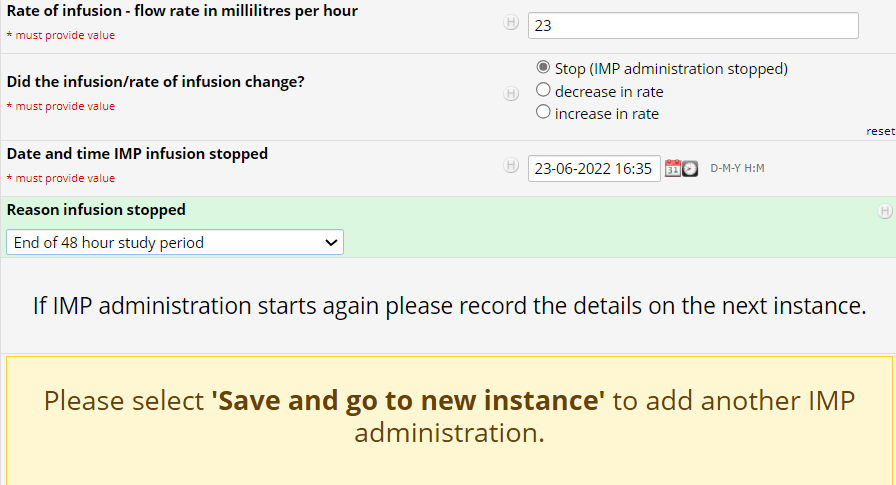 Rate of infusion - flow rate in millilitres per hour
* must provide value
H
23
Did the infusion/rate of infusion change?
* must provide value
H
Stop (IMP administration stopped)
decrease in rate
increase in rate
reset
Date and time IMP infusion stopped
* must provide value
H
23-06-2022 16:35
31
D-M-Y H:M
Reason infusion stopped
H
End of 48 hour study period
If IMP administration starts again please record the details on the next instance.
Please select 'Save and go to new instance' to add another IMP
administration.